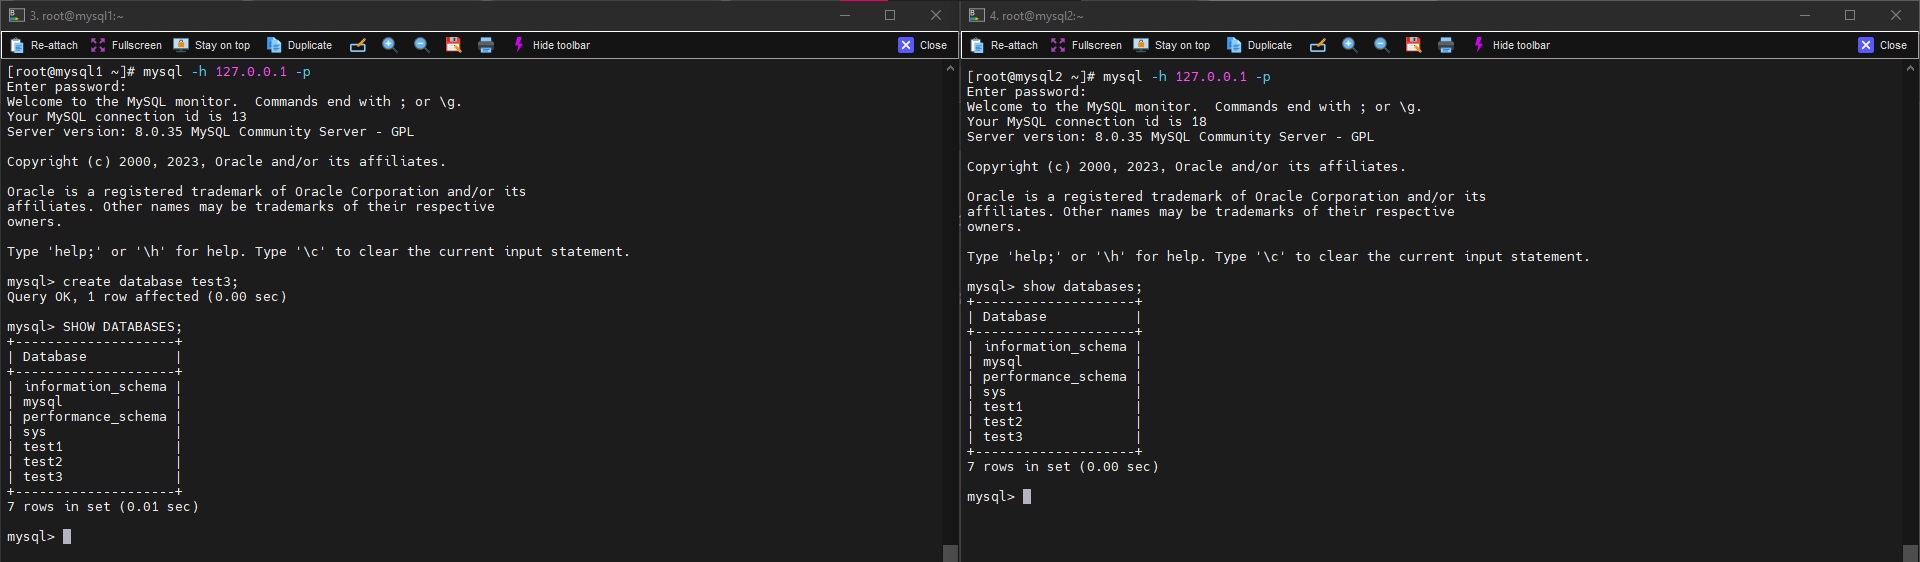 3. root@mysql1:~
Re-attach Fullscreen Stay on top Duplicate Hide toolbar Close
[root@mysql1 ~]# mysql -h 127.0.0.1 -p
Enter password:
Welcome to the MySQL monitor.  Commands end with ; or \g.
Your MySQL connection id is 13
Server version: 8.0.35 MySQL Community Server - GPL

Copyright (c) 2000, 2023, Oracle and/or its affiliates.

Oracle is a registered trademark of Oracle Corporation and/or its
affiliates. Other names may be trademarks of their respective
owners.

Type 'help;' or '\h' for help. Type '\c' to clear the current input statement.

mysql> create database test3;
Query OK, 1 row affected (0.00 sec)

mysql> SHOW DATABASES;
+--------------------+
| Database           |
+--------------------+
| information_schema |
| mysql              |
| performance_schema |
| sys                |
| test1              |
| test2              |
| test3              |
+--------------------+
7 rows in set (0.01 sec)

mysql>
4. root@mysql2:~
Re-attach Fullscreen Stay on top Duplicate Hide toolbar Close
[root@mysql2 ~]# mysql -h 127.0.0.1 -p
Enter password:
Welcome to the MySQL monitor.  Commands end with ; or \g.
Your MySQL connection id is 18
Server version: 8.0.35 MySQL Community Server - GPL

Copyright (c) 2000, 2023, Oracle and/or its affiliates.

Oracle is a registered trademark of Oracle Corporation and/or its
affiliates. Other names may be trademarks of their respective
owners.

Type 'help;' or '\h' for help. Type '\c' to clear the current input statement.

mysql> show databases;
+--------------------+
| Database           |
+--------------------+
| information_schema |
| mysql              |
| performance_schema |
| sys                |
| test1              |
| test2              |
| test3              |
+--------------------+
7 rows in set (0.00 sec)

mysql>